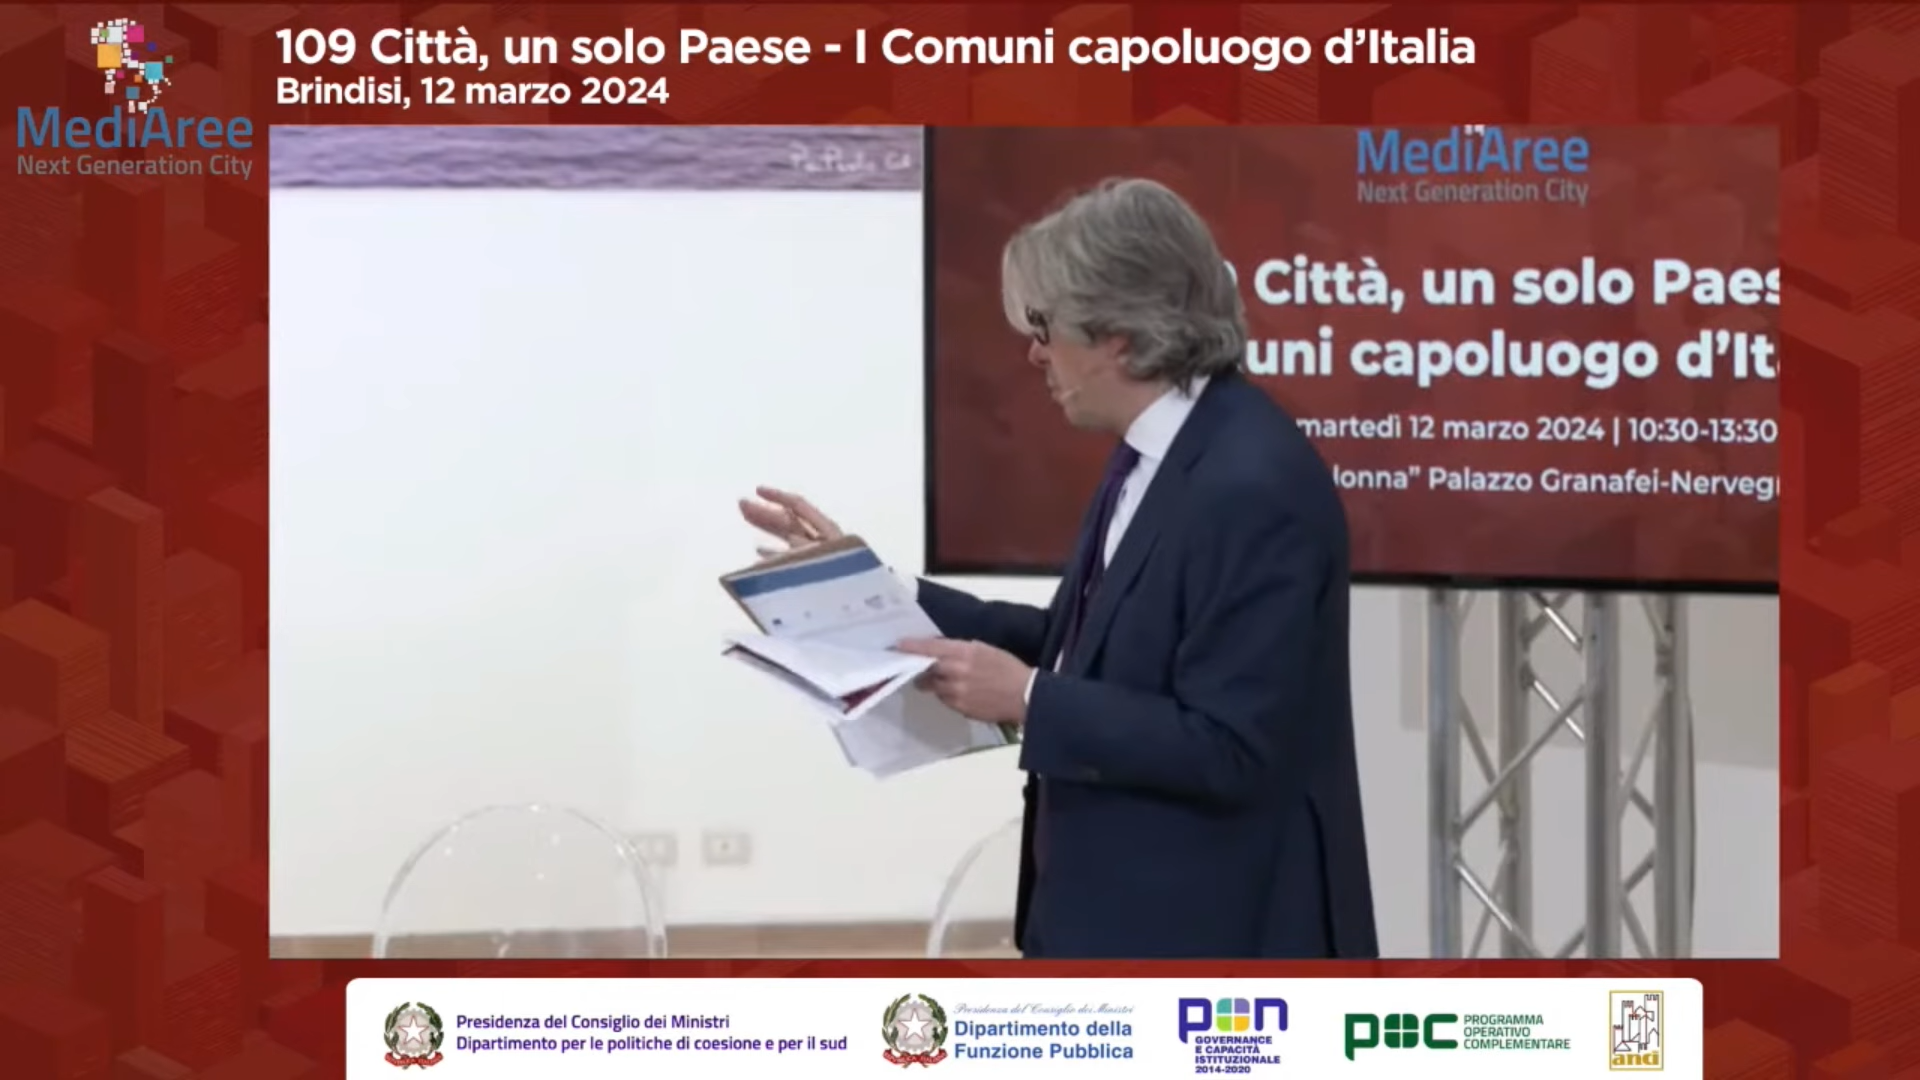 109 Città, un solo Paese - I Comuni capoluogo d'Italia
Brindisi, 12 marzo 2024
MediAree
Next Generation City
MediAree
Next Generation City
Città, un solo Paes
uni capoluogo d'It
martedì 12 marzo 2024 | 10:30-13:30
lonna" Palazzo Granafei-Nerveg
Presidenza del Consiglio dei Ministri
Dipartimento per le politiche di coesione e per il sud
Presidenza del Consiglio dei Ministri
Dipartimento della
Funzione Pubblica
pon
GOVERNANCE
E CAPACITÀ
ISTITUZIONALE
2014-2020
POC
PROGRAMMA
OPERATIVO
COMPLEMENTARE
anci